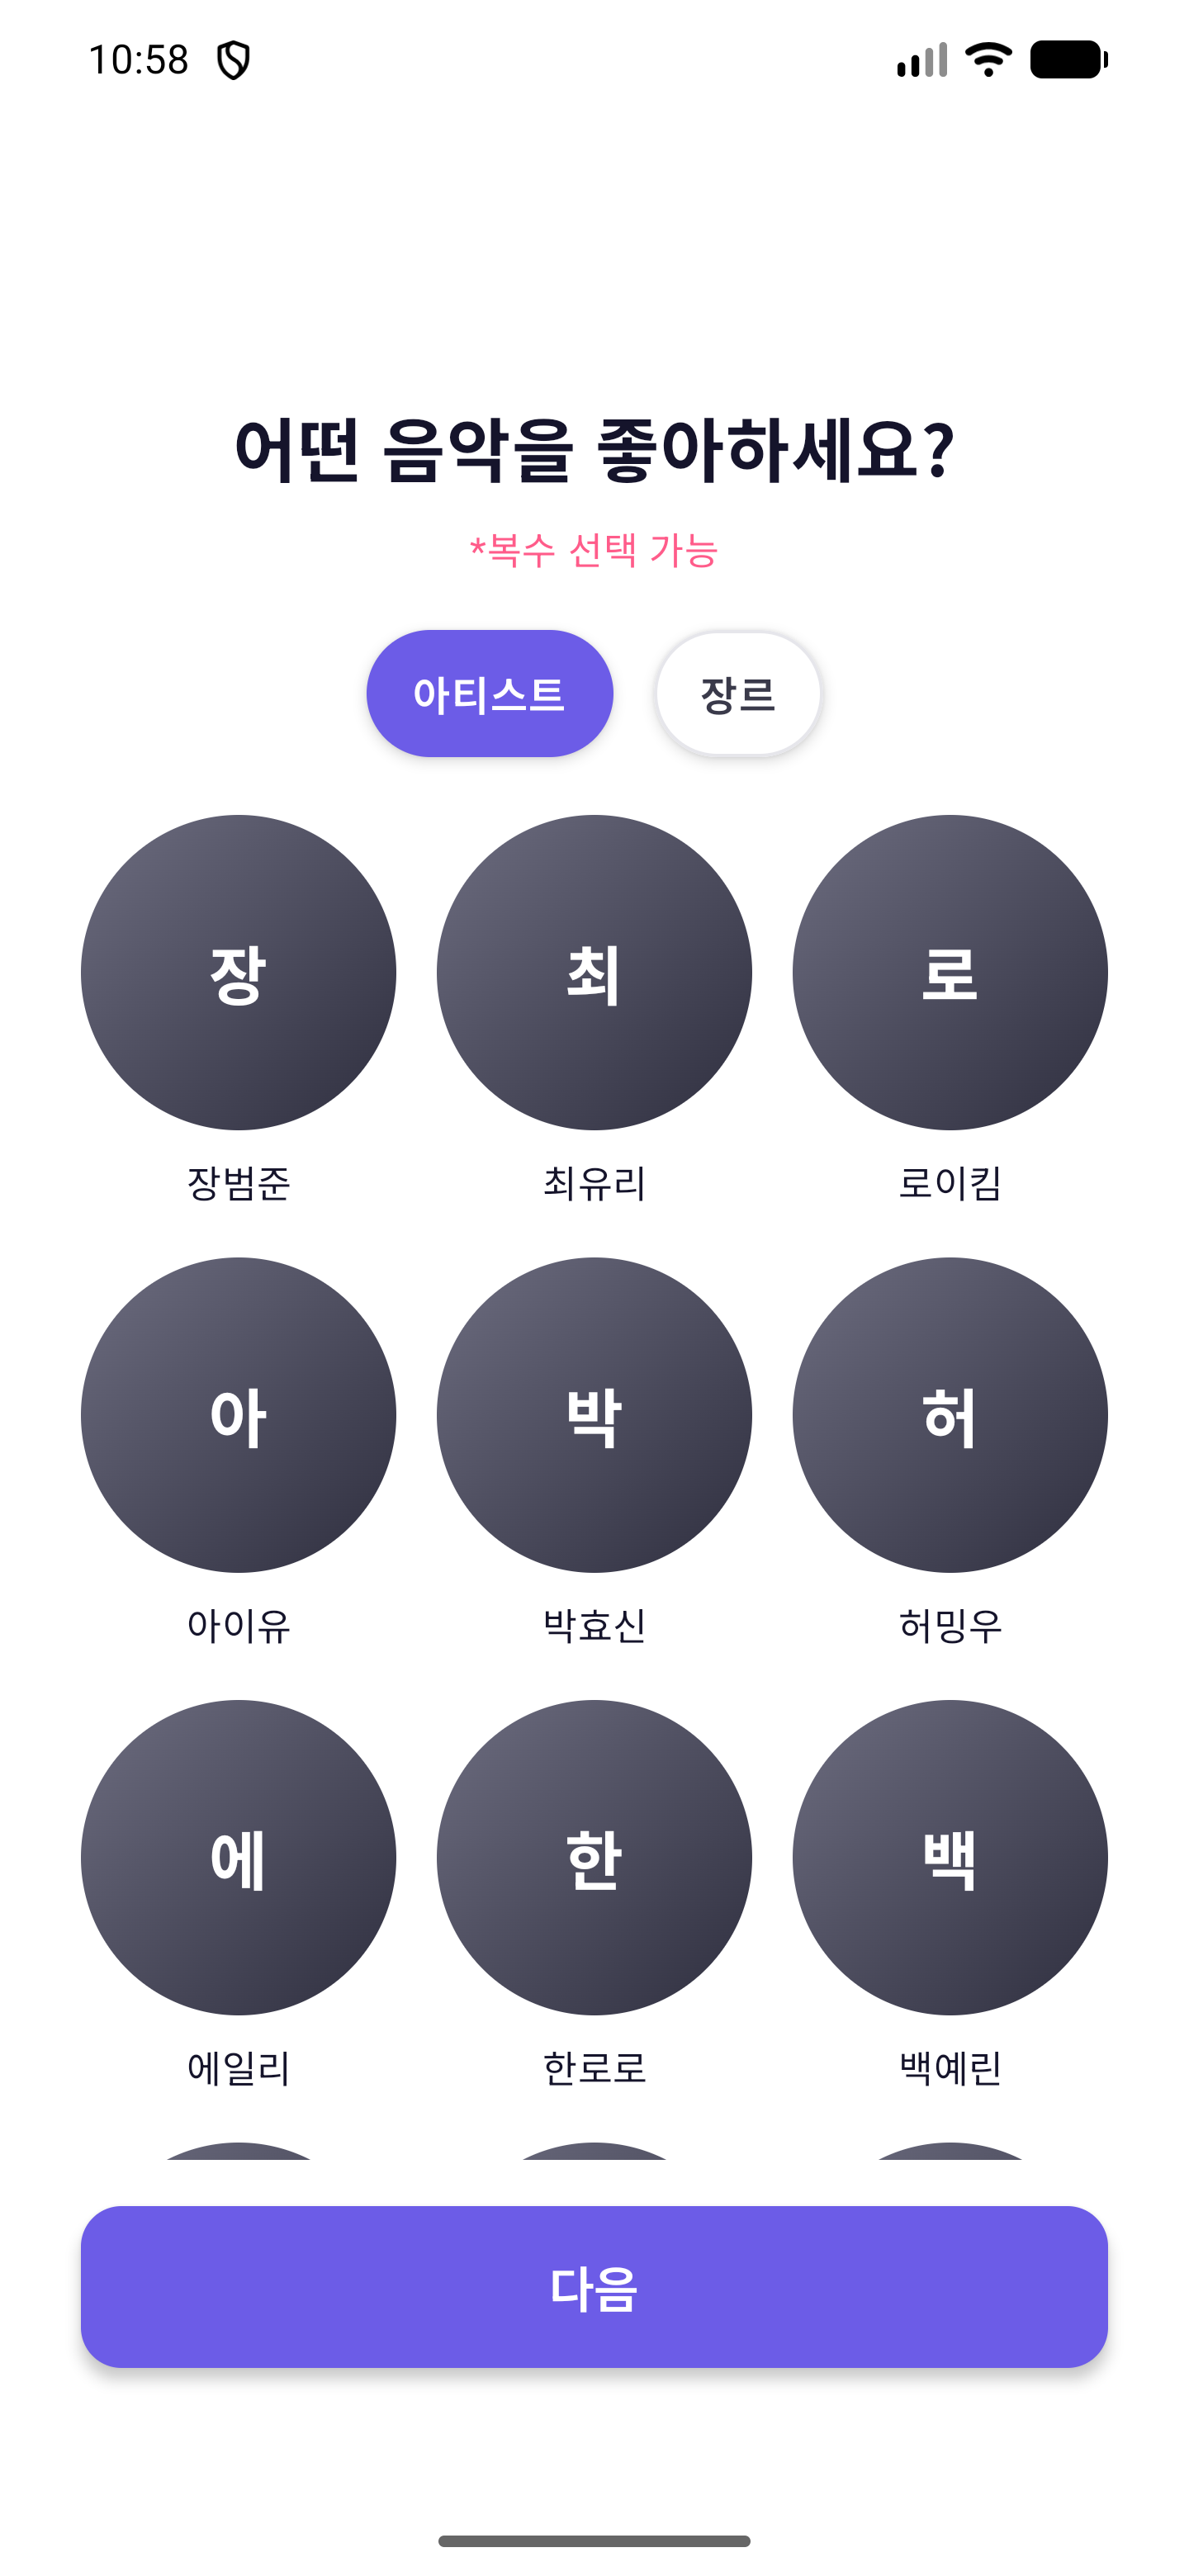 10:58
어떤 음악을 좋아하세요?
*복수 선택 가능
아티스트 장르
장 최 로
장범준 최유리 로이킴
아 박 허
아이유 박효신 허밍우
에 한 백
에일리 한로로 백예린
다음